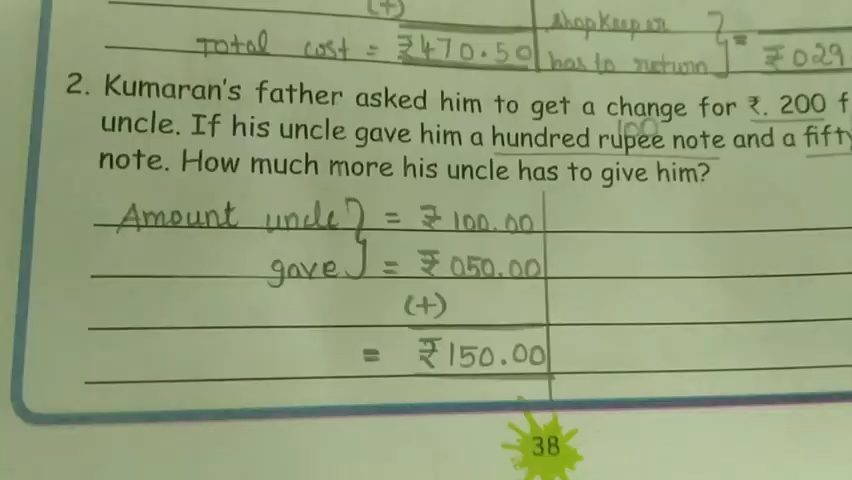 (+)
shopkeeper
Total cost = ₹470.50
has to return = ₹029
2. Kumaran's father asked him to get a change for ₹. 200 f
100
uncle. If his uncle gave him a hundred rupee note and a fifty
note. How much more his uncle has to give him?
Amount uncle = ₹100.00
gave = ₹050.00
(+)
= ₹150.00
38